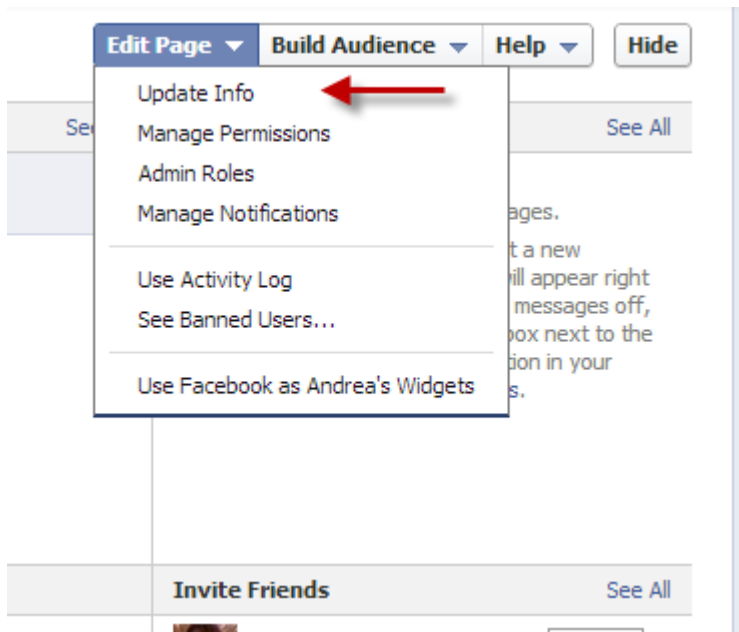 Edit Page Build Audience Help Hide
Update Info
See All
Manage Permissions
Admin Roles
Manage Notifications
ages.
t a new
Use Activity Log
ill appear right
messages off,
See Banned Users...
box next to the
tion in your
Use Facebook as Andrea's Widgets
s.
Invite Friends See All